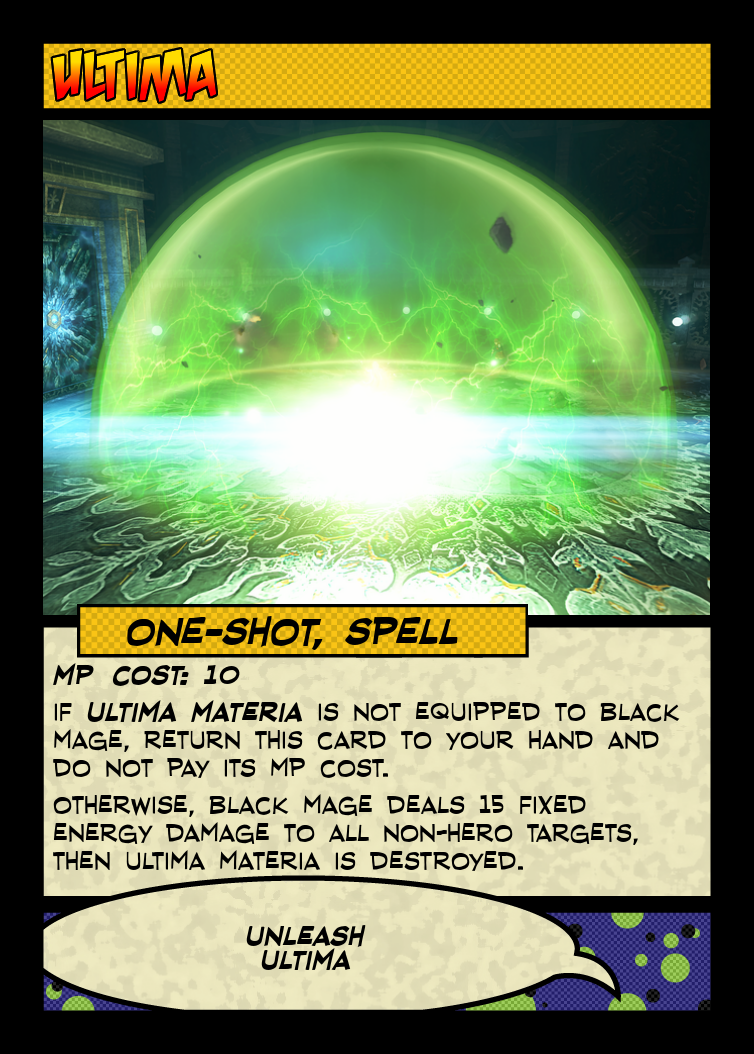 ULTIMA
ONE-SHOT, SPELL
MP COST: 10
IF ULTIMA MATERIA IS NOT EQUIPPED TO BLACK
MAGE, RETURN THIS CARD TO YOUR HAND AND
DO NOT PAY ITS MP COST.
OTHERWISE, BLACK MAGE DEALS 15 FIXED
ENERGY DAMAGE TO ALL NON-HERO TARGETS,
THEN ULTIMA MATERIA IS DESTROYED.
UNLEASH
ULTIMA